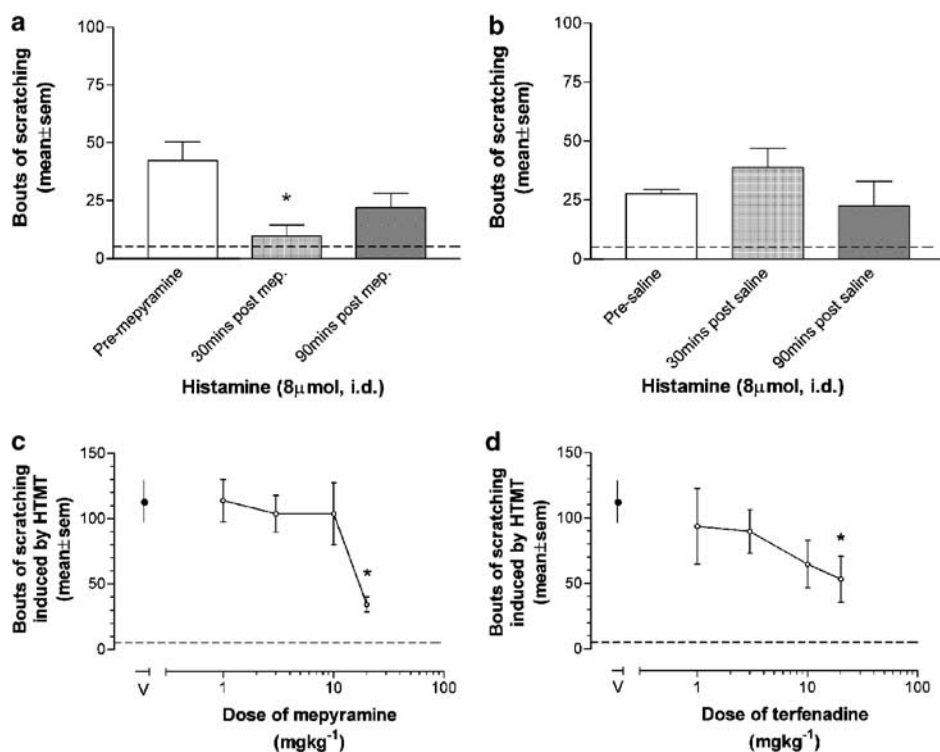 a
100
75
50
25
0
Bouts of scratching
(mean±sem)
*
Pre-mepyramine
30mins post mep.
90mins post mep.
Histamine (8μmol, i.d.)
b
100
75
50
25
0
Bouts of scratching
(mean±sem)
Pre-saline
30mins post saline
90mins post saline
Histamine (8μmol, i.d.)
c
150
100
50
0
Bouts of scratching
induced by HTMT
(mean±sem)
*
V
1
10
100
Dose of mepyramine
(mgkg-1)
d
150
100
50
0
Bouts of scratching
induced by HTMT
(mean±sem)
*
V
1
10
100
Dose of terfenadine
(mgkg-1)